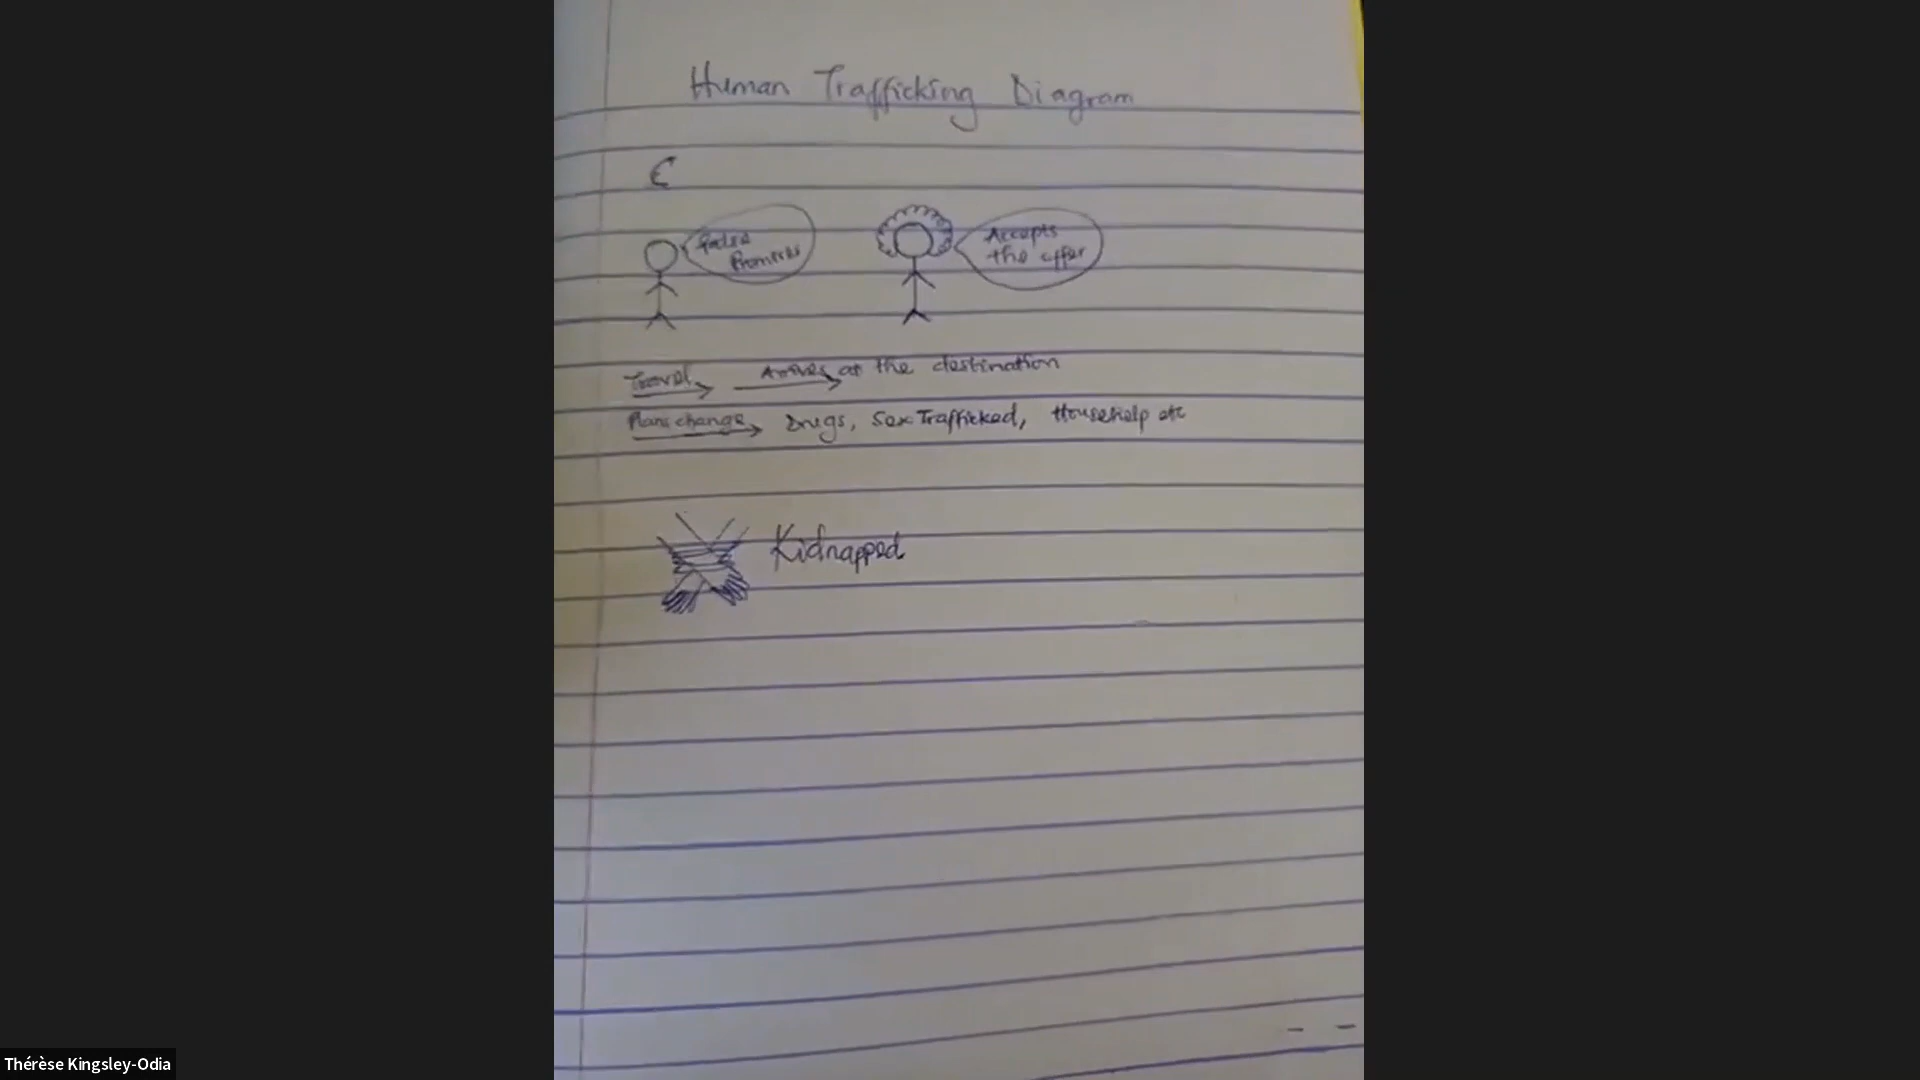 Human Trafficking Diagram
Promises
Accepts
the offer
Travel Arrives at the destination
Plans change Drugs, Sex Trafficked, Househelp etc
Kidnapped
Thérèse Kingsley-Odia